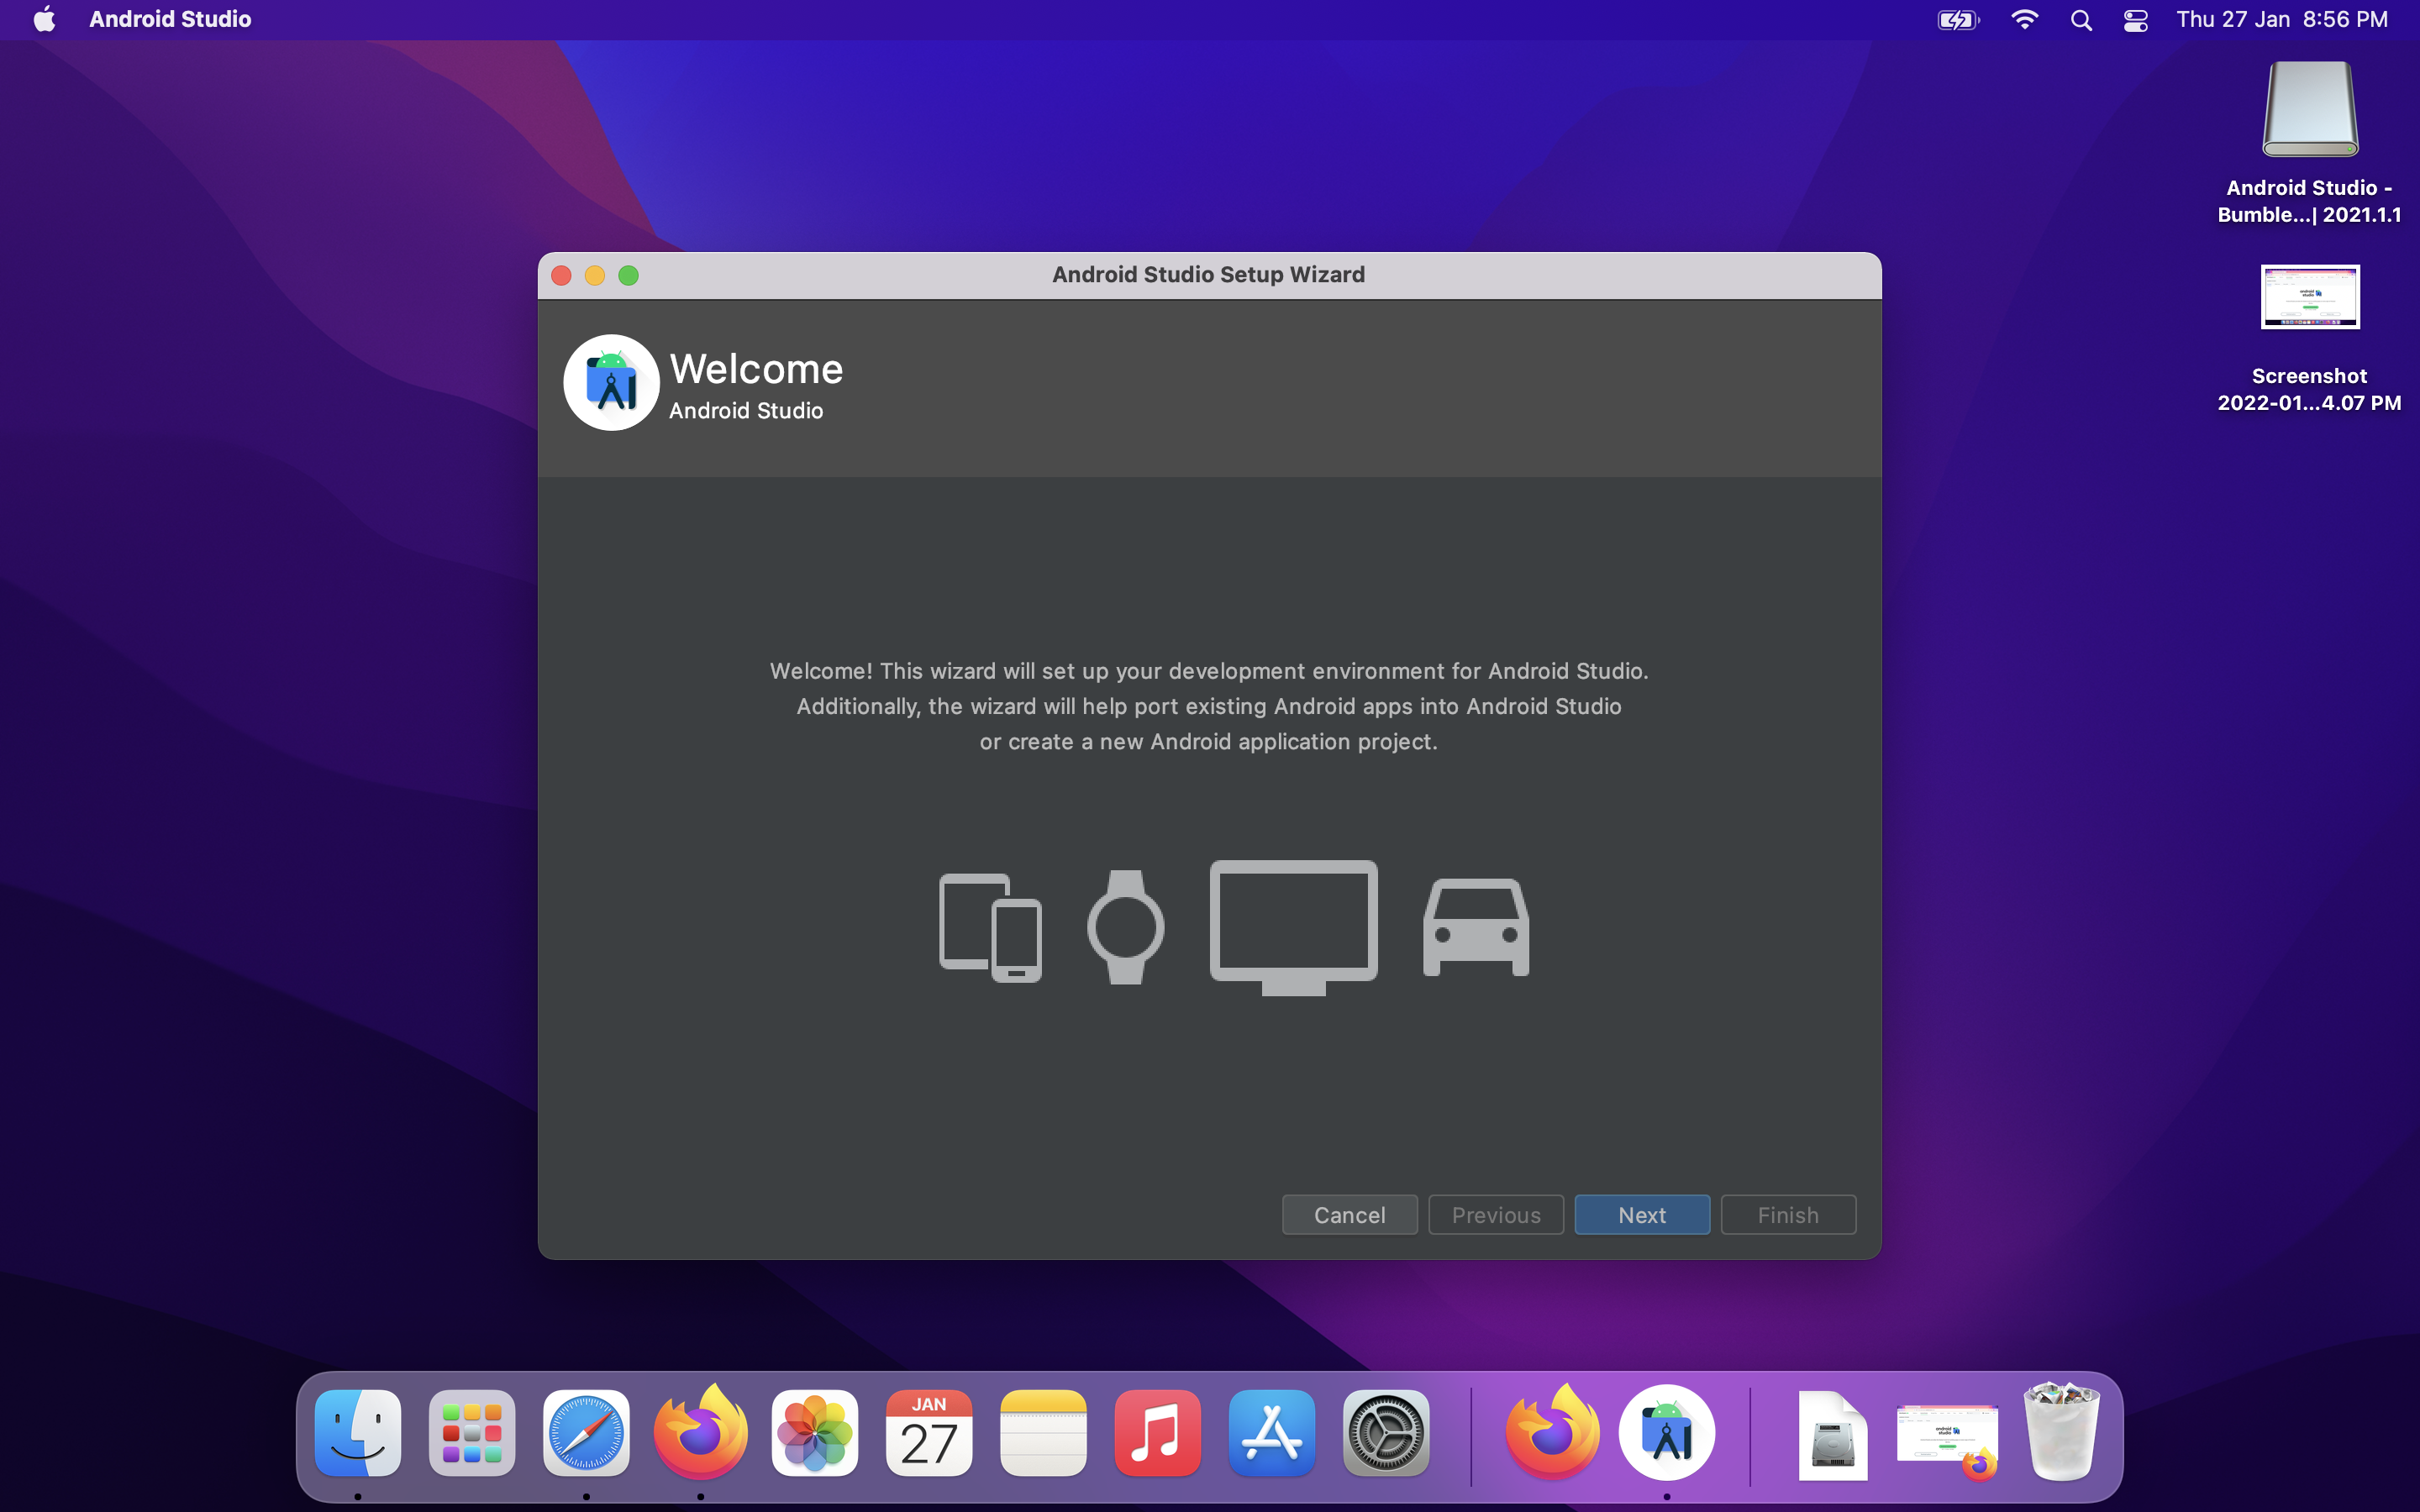 Android Studio
Thu 27 Jan 8:56 PM
Android Studio -
Bumble...| 2021.1.1
Screenshot
2022-01...4.07 PM
Android Studio Setup Wizard
Welcome
Android Studio
Welcome! This wizard will set up your development environment for Android Studio.
Additionally, the wizard will help port existing Android apps into Android Studio
or create a new Android application project.
Cancel
Previous
Next
Finish
JAN
27